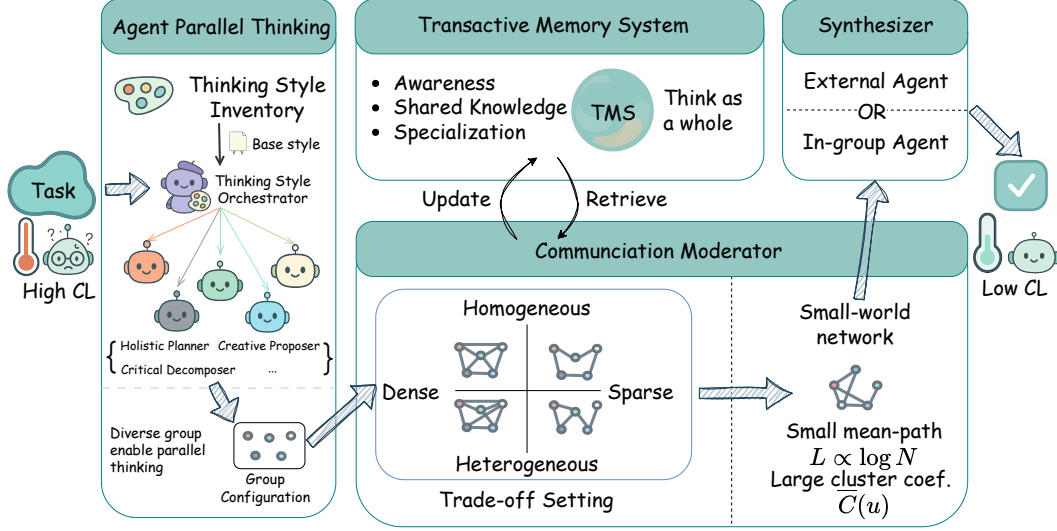 Agent Parallel Thinking
Thinking Style
Inventory
Base style
Thinking Style
Orchestrator
Task
? ?
?
High CL
{ Holistic Planner Creative Proposer }
Critical Decomposer ...
Diverse group
enable parallel
thinking
Group
Configuration
Transactive Memory System
• Awareness
• Shared Knowledge
• Specialization
TMS
Think as
a whole
Update
Retrieve
Communciation Moderator
Homogeneous
Dense
Sparse
Heterogeneous
Trade-off Setting
Small-world
network
Small mean-path
L ∝ log N
Large cluster coef.
C̅(u)
Synthesizer
External Agent
OR
In-group Agent
Low CL